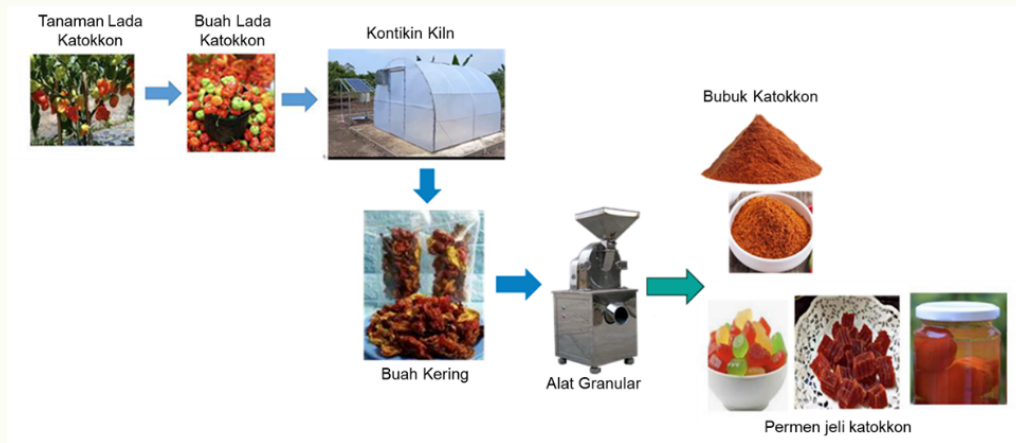 Tanaman Lada
Katokkon
Buah Lada
Katokkon
Kontikin Kiln
Buah Kering
Alat Granular
Bubuk Katokkon
Permen jeli katokkon